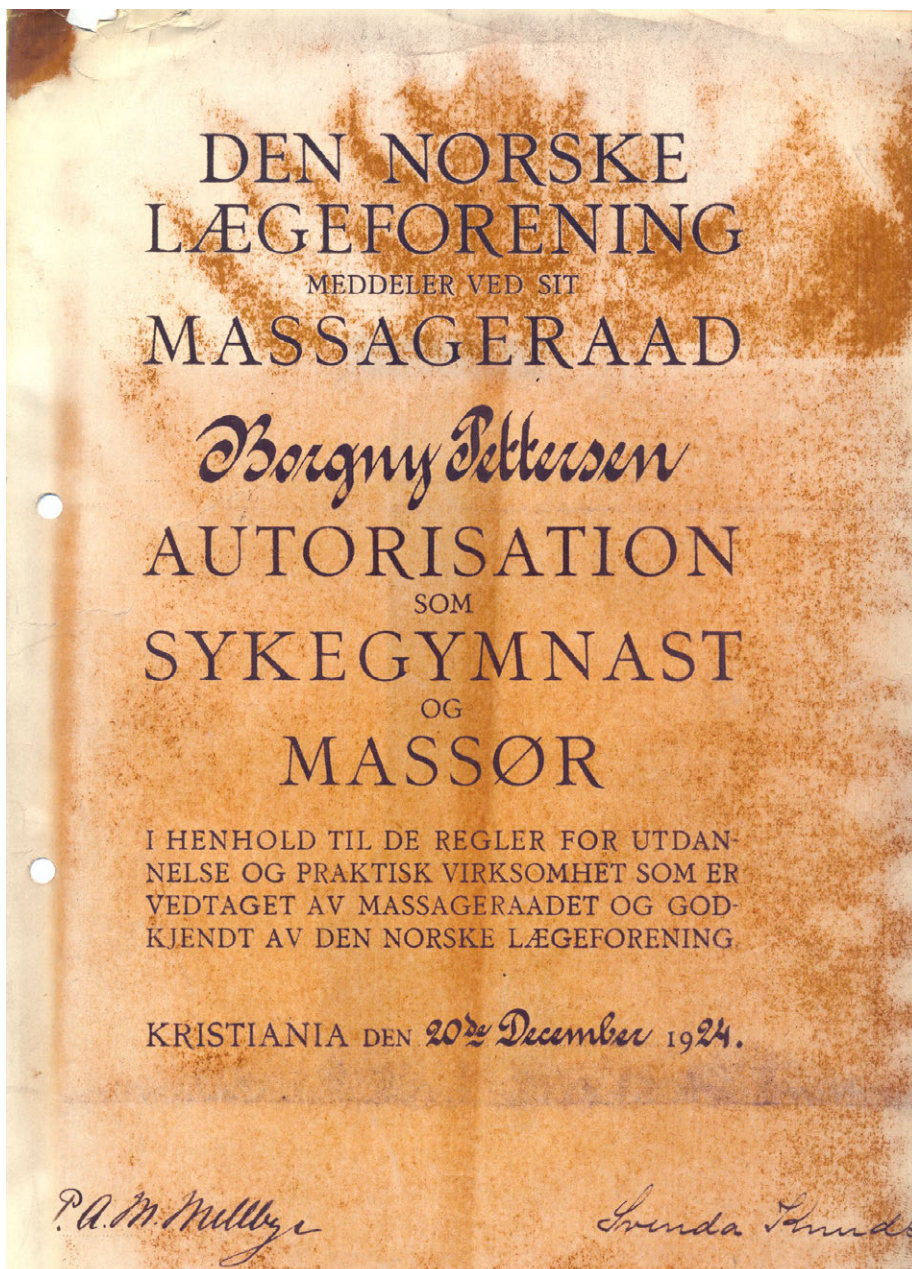 DEN NORSKE
LÆGEFORENING
MEDDELER VED SIT
MASSAGERAAD
Borgny Pettersen
AUTORISATION
SOM
SYKEGYMNAST
OG
MASSØR
I HENHOLD TIL DE REGLER FOR UTDAN-
NELSE OG PRAKTISK VIRKSOMHET SOM ER
VEDTAGET AV MASSAGERAADET OG GOD-
KJENDT AV DEN NORSKE LÆGEFORENING
KRISTIANIA DEN 20de December 1924.
P. A. M. Mellbye